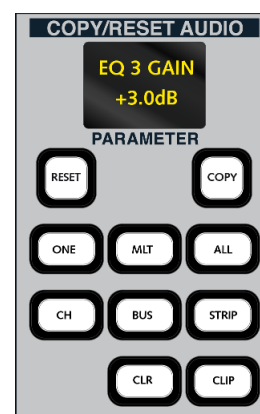 COPY/RESET AUDIO
EQ 3 GAIN
+3.0dB
PARAMETER
RESET COPY
ONE MLT ALL
CH BUS STRIP
CLR CLIP